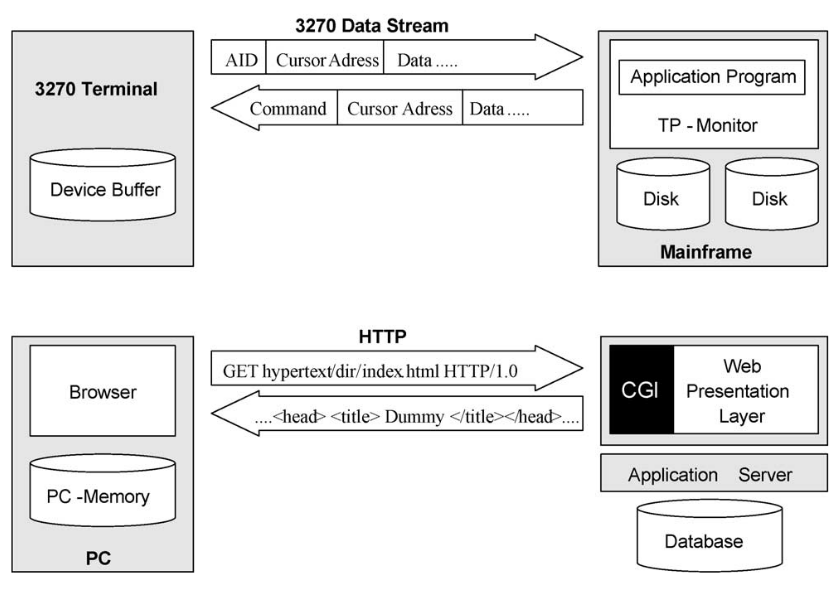 3270 Data Stream
3270 Terminal
AID Cursor Adress Data .....
Command Cursor Adress Data .....
Device Buffer
Application Program
TP - Monitor
Disk Disk
Mainframe
HTTP
Browser
GET hypertext/dir/index.html HTTP/1.0
....<head> <title> Dummy </title></head>....
PC -Memory
PC
CGI
Web
Presentation
Layer
Application Server
Database